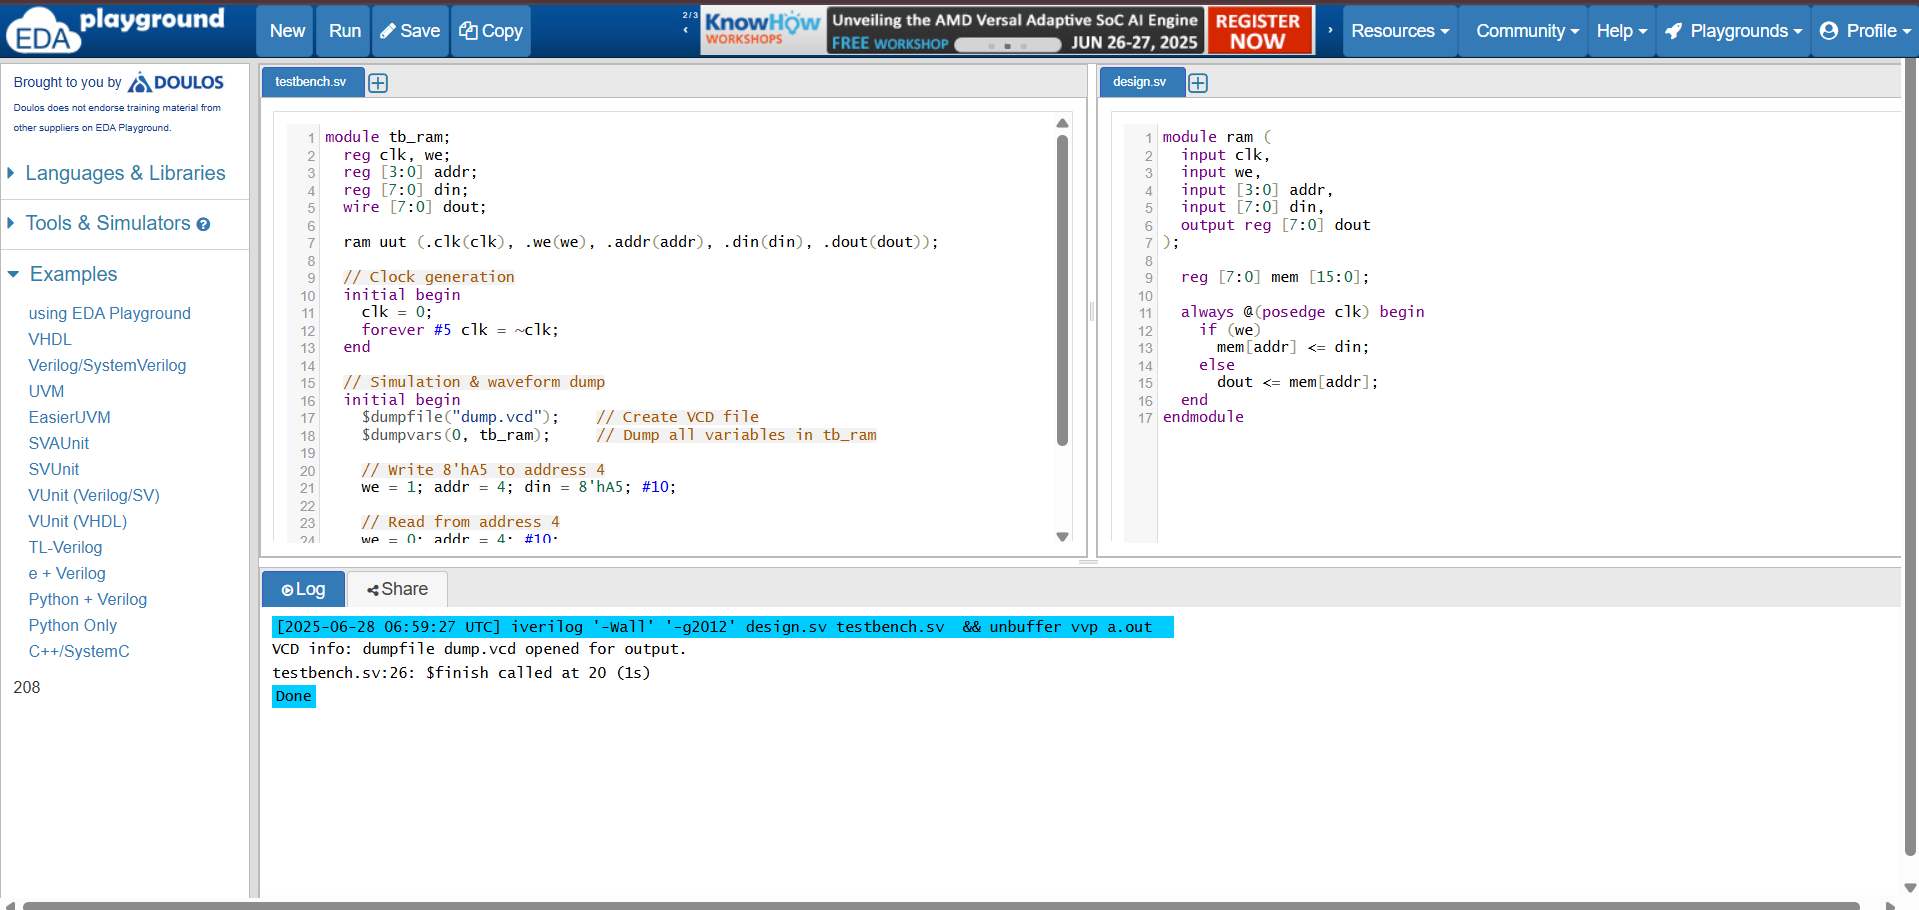 EDA playground
New
Run
Save
Copy
2/3
KnowHow
WORKSHOPS
Unveiling the AMD Versal Adaptive SoC AI Engine
FREE WORKSHOP
JUN 26-27, 2025
REGISTER
NOW
Resources
Community
Help
Playgrounds
Profile
Brought to you by DOULOS
Doulos does not endorse training material from
other suppliers on EDA Playground.
Languages & Libraries
Tools & Simulators
Examples
using EDA Playground
VHDL
Verilog/SystemVerilog
UVM
EasierUVM
SVAUnit
SVUnit
VUnit (Verilog/SV)
VUnit (VHDL)
TL-Verilog
e + Verilog
Python + Verilog
Python Only
C++/SystemC
208
testbench.sv
1 module tb_ram;
2   reg clk, we;
3   reg [3:0] addr;
4   reg [7:0] din;
5   wire [7:0] dout;
6
7   ram uut (.clk(clk), .we(we), .addr(addr), .din(din), .dout(dout));
8
9   // Clock generation
10   initial begin
11     clk = 0;
12     forever #5 clk = ~clk;
13   end
14
15   // Simulation & waveform dump
16   initial begin
17     $dumpfile("dump.vcd");    // Create VCD file
18     $dumpvars(0, tb_ram);     // Dump all variables in tb_ram
19
20     // Write 8'hA5 to address 4
21     we = 1; addr = 4; din = 8'hA5; #10;
22
23     // Read from address 4
24     we = 0; addr = 4; #10;
design.sv
1 module ram (
2   input clk,
3   input we,
4   input [3:0] addr,
5   input [7:0] din,
6   output reg [7:0] dout
7 );
8
9   reg [7:0] mem [15:0];
10
11   always @(posedge clk) begin
12     if (we)
13       mem[addr] <= din;
14     else
15       dout <= mem[addr];
16   end
17 endmodule
Log
Share
[2025-06-28 06:59:27 UTC] iverilog '-Wall' '-g2012' design.sv testbench.sv  && unbuffer vvp a.out
VCD info: dumpfile dump.vcd opened for output.
testbench.sv:26: $finish called at 20 (1s)
Done